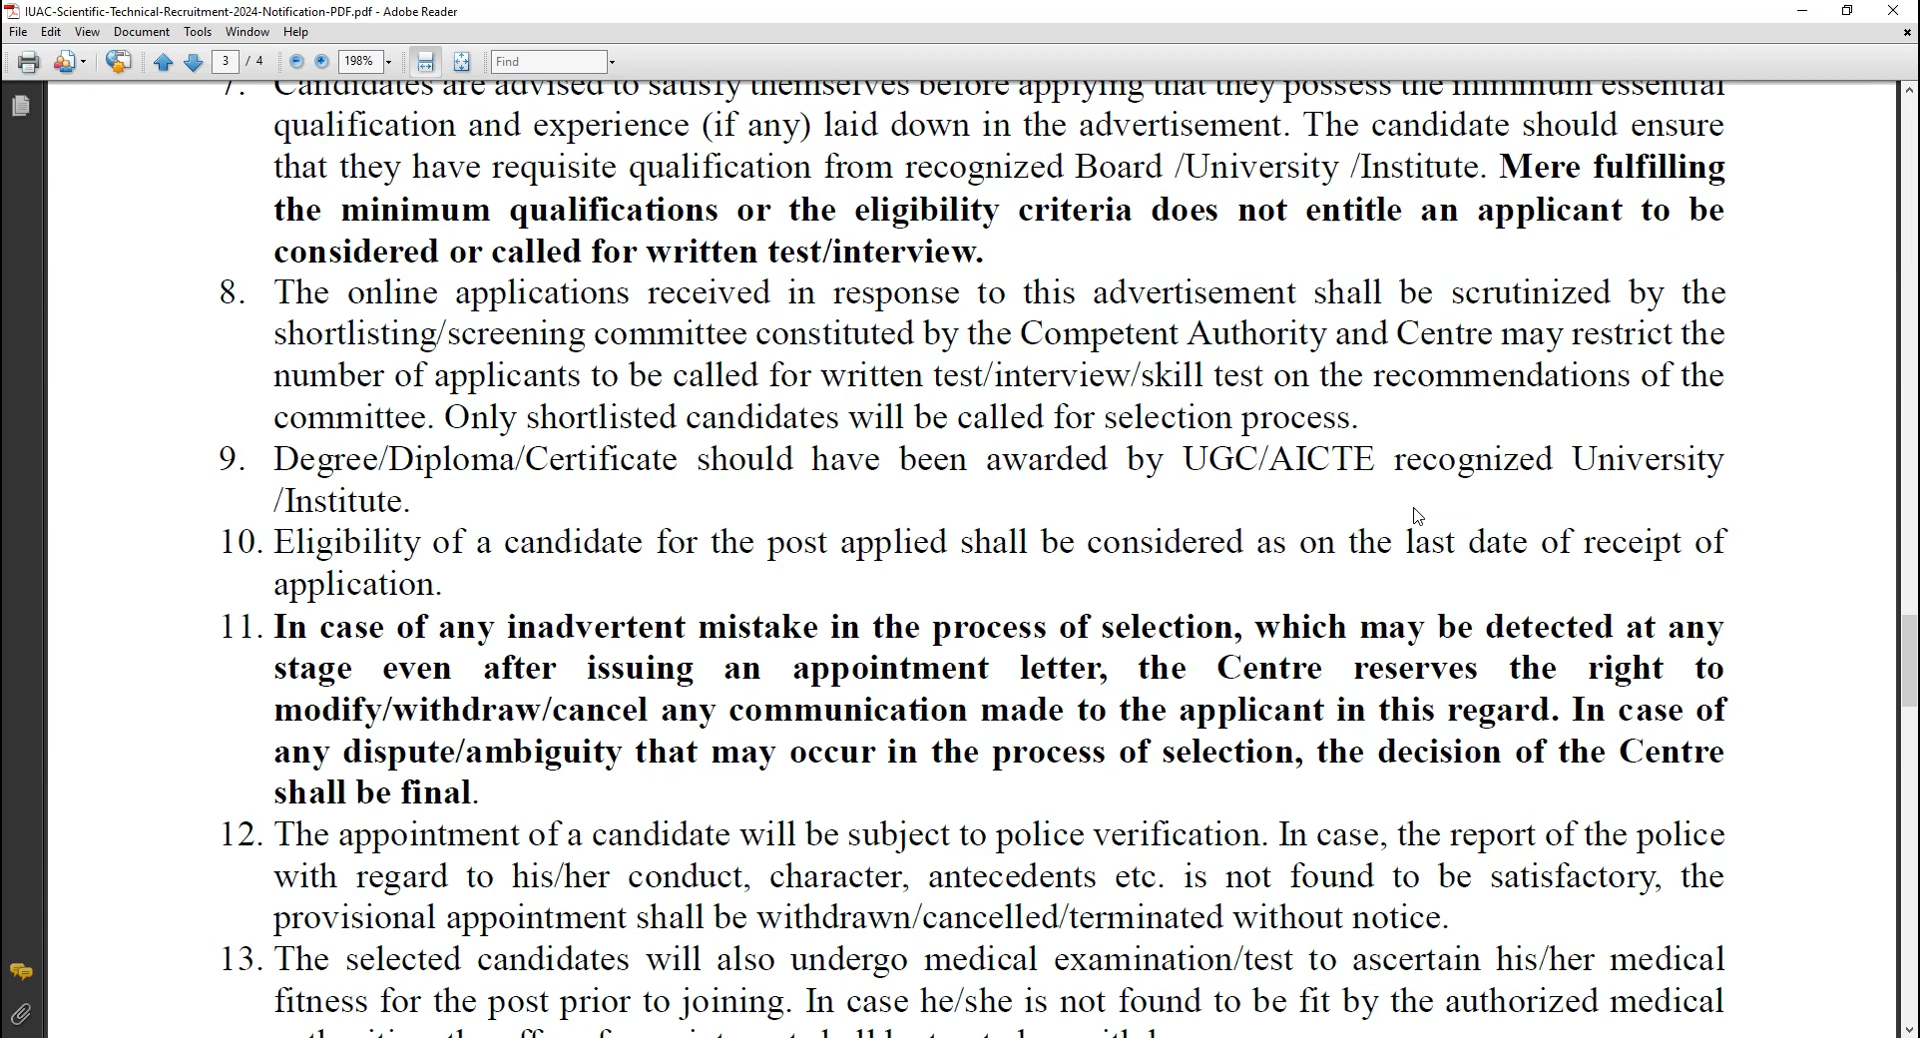 IUAC-Scientific-Technical-Recruitment-2024-Notification-PDF.pdf - Adobe Reader
File Edit View Document Tools Window Help
3 / 4 198% Find
7. Candidates are advised to satisfy themselves before applying that they possess the minimum essential
qualification and experience (if any) laid down in the advertisement. The candidate should ensure
that they have requisite qualification from recognized Board /University /Institute. Mere fulfilling
the minimum qualifications or the eligibility criteria does not entitle an applicant to be
considered or called for written test/interview.
8. The online applications received in response to this advertisement shall be scrutinized by the
shortlisting/screening committee constituted by the Competent Authority and Centre may restrict the
number of applicants to be called for written test/interview/skill test on the recommendations of the
committee. Only shortlisted candidates will be called for selection process.
9. Degree/Diploma/Certificate should have been awarded by UGC/AICTE recognized University
/Institute.
10. Eligibility of a candidate for the post applied shall be considered as on the last date of receipt of
application.
11. In case of any inadvertent mistake in the process of selection, which may be detected at any
stage even after issuing an appointment letter, the Centre reserves the right to
modify/withdraw/cancel any communication made to the applicant in this regard. In case of
any dispute/ambiguity that may occur in the process of selection, the decision of the Centre
shall be final.
12. The appointment of a candidate will be subject to police verification. In case, the report of the police
with regard to his/her conduct, character, antecedents etc. is not found to be satisfactory, the
provisional appointment shall be withdrawn/cancelled/terminated without notice.
13. The selected candidates will also undergo medical examination/test to ascertain his/her medical
fitness for the post prior to joining. In case he/she is not found to be fit by the authorized medical